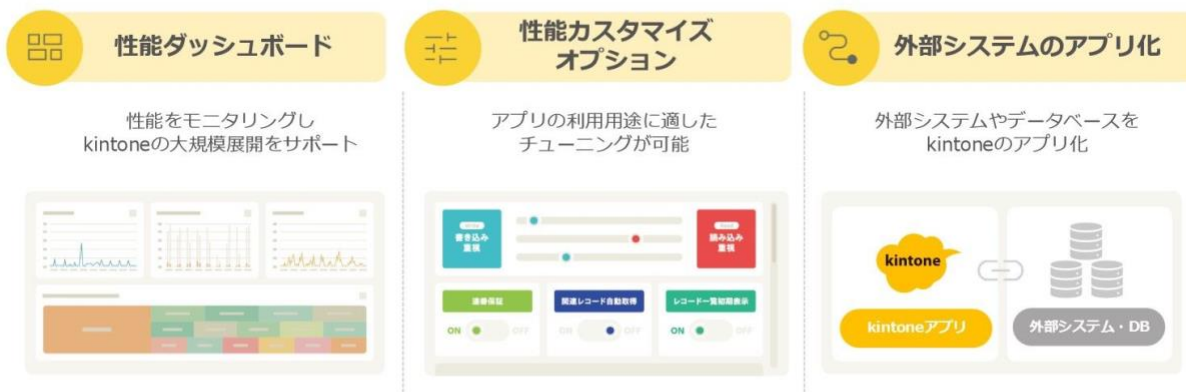 性能ダッシュボード
性能をモニタリングし
kintoneの大規模展開をサポート
性能カスタマイズ
オプション
アプリの利用用途に適した
チューニングが可能
書き込み
重視
読み込み
重視
連番保証
関連レコード自動取得
レコード一覧初期表示
ON
OFF
ON
OFF
ON
OFF
外部システムのアプリ化
外部システムやデータベースを
kintoneのアプリ化
kintone
kintoneアプリ
外部システム・DB